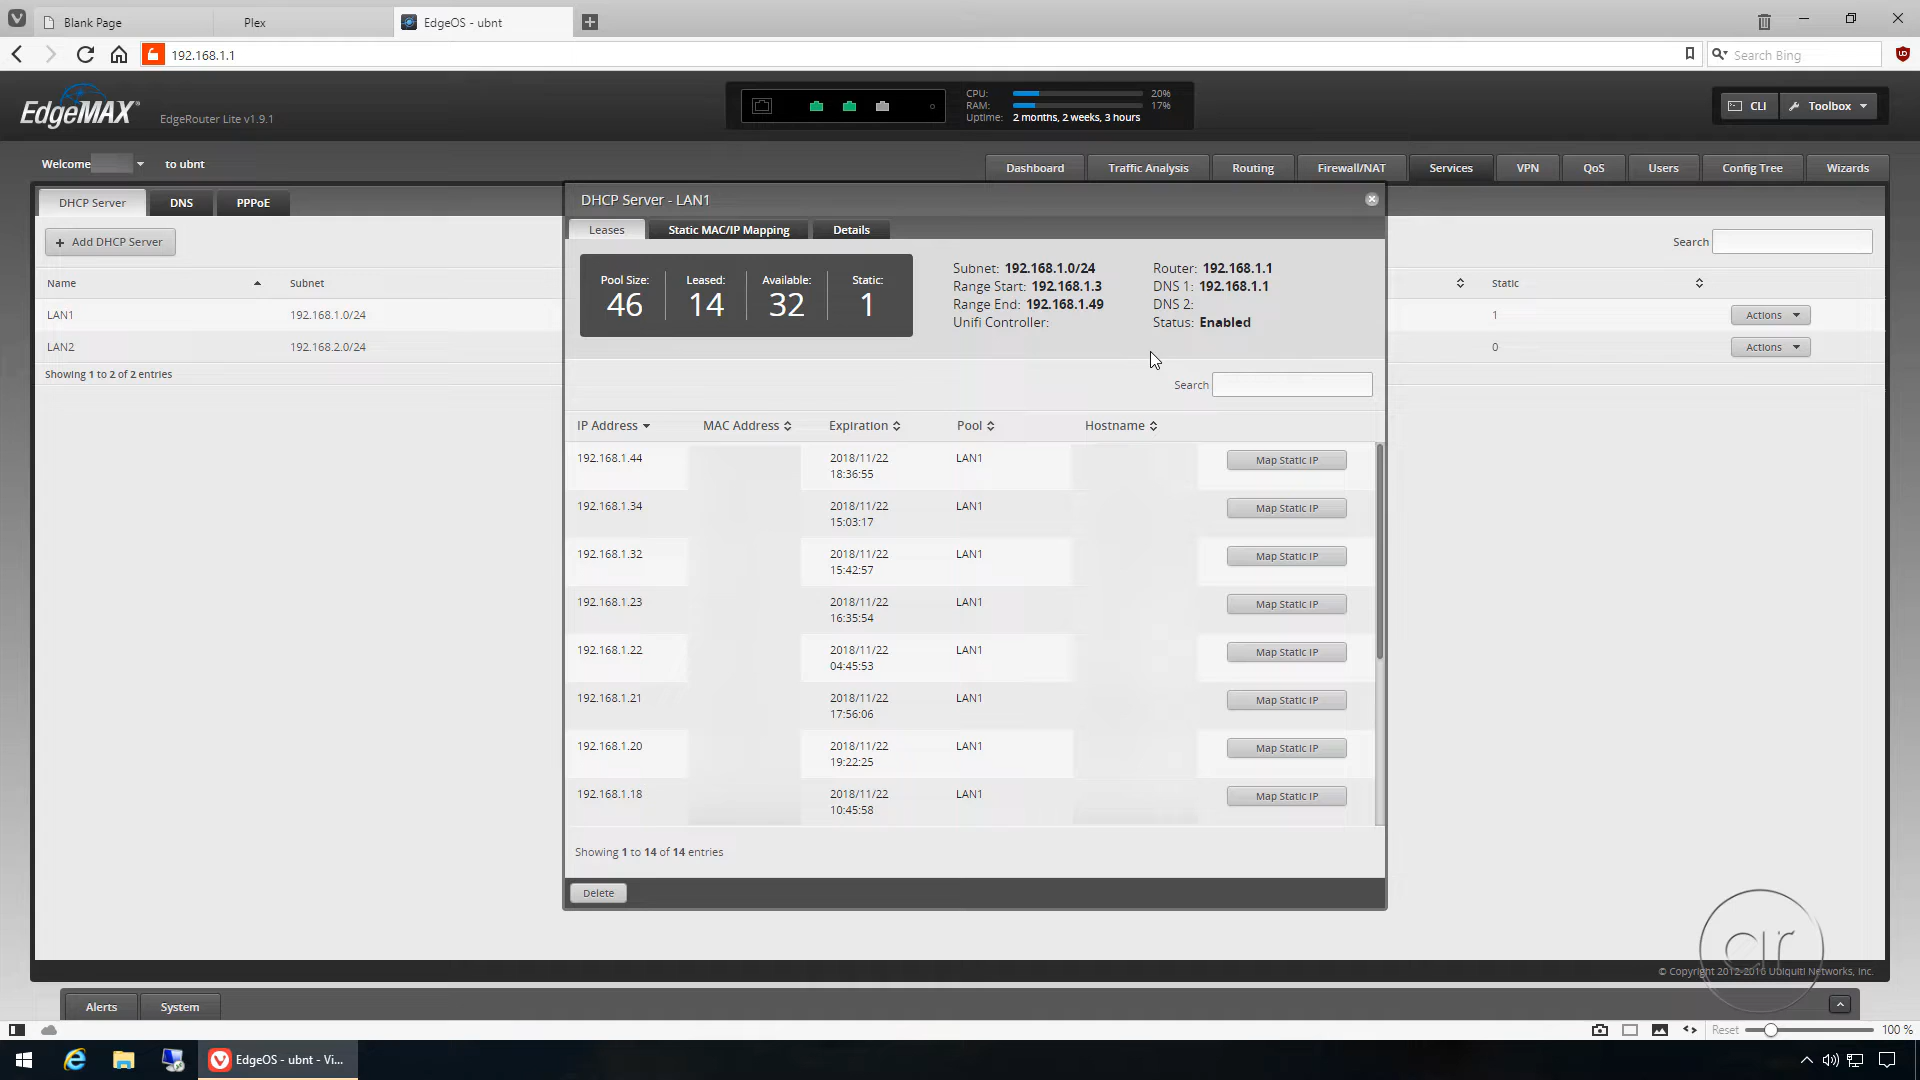 Blank Page
Plex
EdgeOS - ubnt
192.168.1.1
Search Bing
EdgeMAX
EdgeRouter Lite v1.9.1
CPU: 20%
RAM: 17%
Uptime: 2 months, 2 weeks, 3 hours
CLI
Toolbox
Welcome to ubnt
Dashboard
Traffic Analysis
Routing
Firewall/NAT
Services
VPN
QoS
Users
Config Tree
Wizards
DHCP Server
DNS
PPPoE
+ Add DHCP Server
Search
Name
Subnet
Static
LAN1 192.168.1.0/24 1 Actions
LAN2 192.168.2.0/24 0 Actions
Showing 1 to 2 of 2 entries
DHCP Server - LAN1
Leases
Static MAC/IP Mapping
Details
Pool Size: 46
Leased: 14
Available: 32
Static: 1
Subnet: 192.168.1.0/24
Range Start: 192.168.1.3
Range End: 192.168.1.49
Unifi Controller:
Router: 192.168.1.1
DNS 1: 192.168.1.1
DNS 2:
Status: Enabled
Search
IP Address MAC Address Expiration Pool Hostname
192.168.1.44 2018/11/22 18:36:55 LAN1 Map Static IP
192.168.1.34 2018/11/22 15:03:17 LAN1 Map Static IP
192.168.1.32 2018/11/22 15:42:57 LAN1 Map Static IP
192.168.1.23 2018/11/22 16:35:54 LAN1 Map Static IP
192.168.1.22 2018/11/22 04:45:53 LAN1 Map Static IP
192.168.1.21 2018/11/22 17:56:06 LAN1 Map Static IP
192.168.1.20 2018/11/22 19:22:25 LAN1 Map Static IP
192.168.1.18 2018/11/22 10:45:58 LAN1 Map Static IP
Showing 1 to 14 of 14 entries
Delete
ar
© Copyright 2012-2016 Ubiquiti Networks, Inc.
Alerts
System
Reset
100 %
EdgeOS - ubnt - Vi...